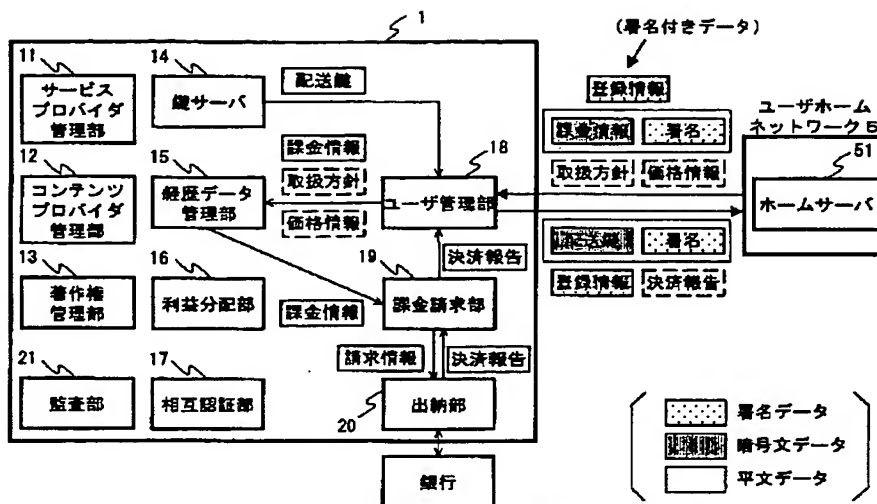 1
(署名付きデータ)
11
サービス
プロバイダ
管理部
14
鍵サーバ
配送鍵
登録情報
課金情報
署名
取扱方針
価格情報
ユーザホーム
ネットワーク5
51
ホームサーバ
12
コンテンツ
プロバイダ
管理部
15
経歴データ
管理部
課金情報
取扱方針
価格情報
18
ユーザ管理部
配送鍵
署名
登録情報
決済報告
13
著作権
管理部
16
利益分配部
課金情報
19
課金請求部
決済報告
請求情報
決済報告
21
監査部
17
相互認証部
20
出納部
銀行
署名データ
暗号文データ
平文データ